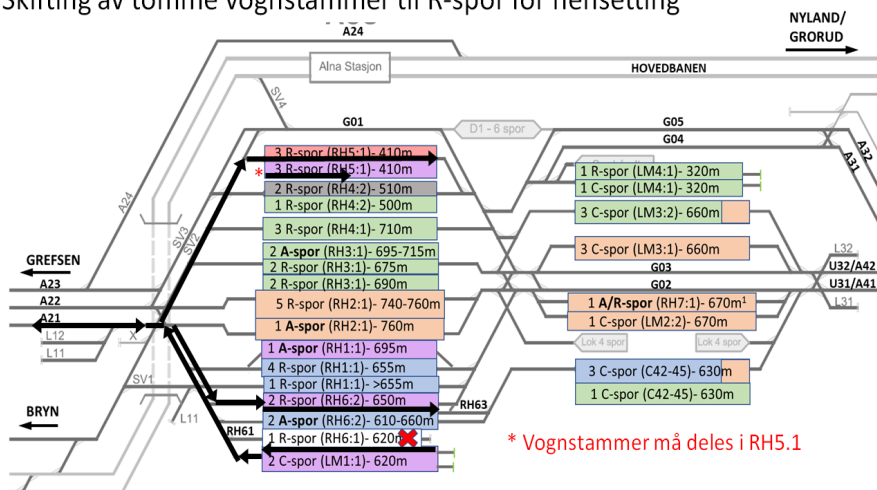 Skifting av tomme vognstammer til R-spor for hensetting
NYLAND/
GRORUD
A24
Alna Stasjon
HOVEDBANEN
SV4
G01
D1 - 6 spor
G05
G04
A32
A31
3 R-spor (RH5:1)- 410m
* 3 R-spor (RH5:1)- 410m
2 R-spor (RH4:2)- 510m
1 R-spor (RH4:2)- 500m
3 R-spor (RH4:1)- 710m
2 A-spor (RH3:1)- 695-715m
2 R-spor (RH3:1)- 675m
2 R-spor (RH3:1)- 690m
5 R-spor (RH2:1)- 740-760m
1 A-spor (RH2:1)- 760m
1 A-spor (RH1:1)- 695m
4 R-spor (RH1:1)- 655m
1 R-spor (RH1:1)- >655m
2 R-spor (RH6:2)- 650m
2 A-spor (RH6:2)- 610-660m
1 R-spor (RH6:1)- 620m
2 C-spor (LM1:1)- 620m
1 R-spor (LM4:1)- 320m
1 C-spor (LM4:1)- 320m
3 C-spor (LM3:2)- 660m
3 C-spor (LM3:1)- 660m
G03
G02
1 A/R-spor (RH7:1)- 670m¹
1 C-spor (LM2:2)- 670m
Lok 4 spor
Lok 4 spor
3 C-spor (C42-45)- 630m
1 C-spor (C42-45)- 630m
L32
U32/A42
U31/A41
L31
A24
SV3
SV2
GREFSEN
A23
A22
A21
L12
L11
X
SV1
BRYN
L11
RH61
RH63
* Vognstammer må deles i RH5.1